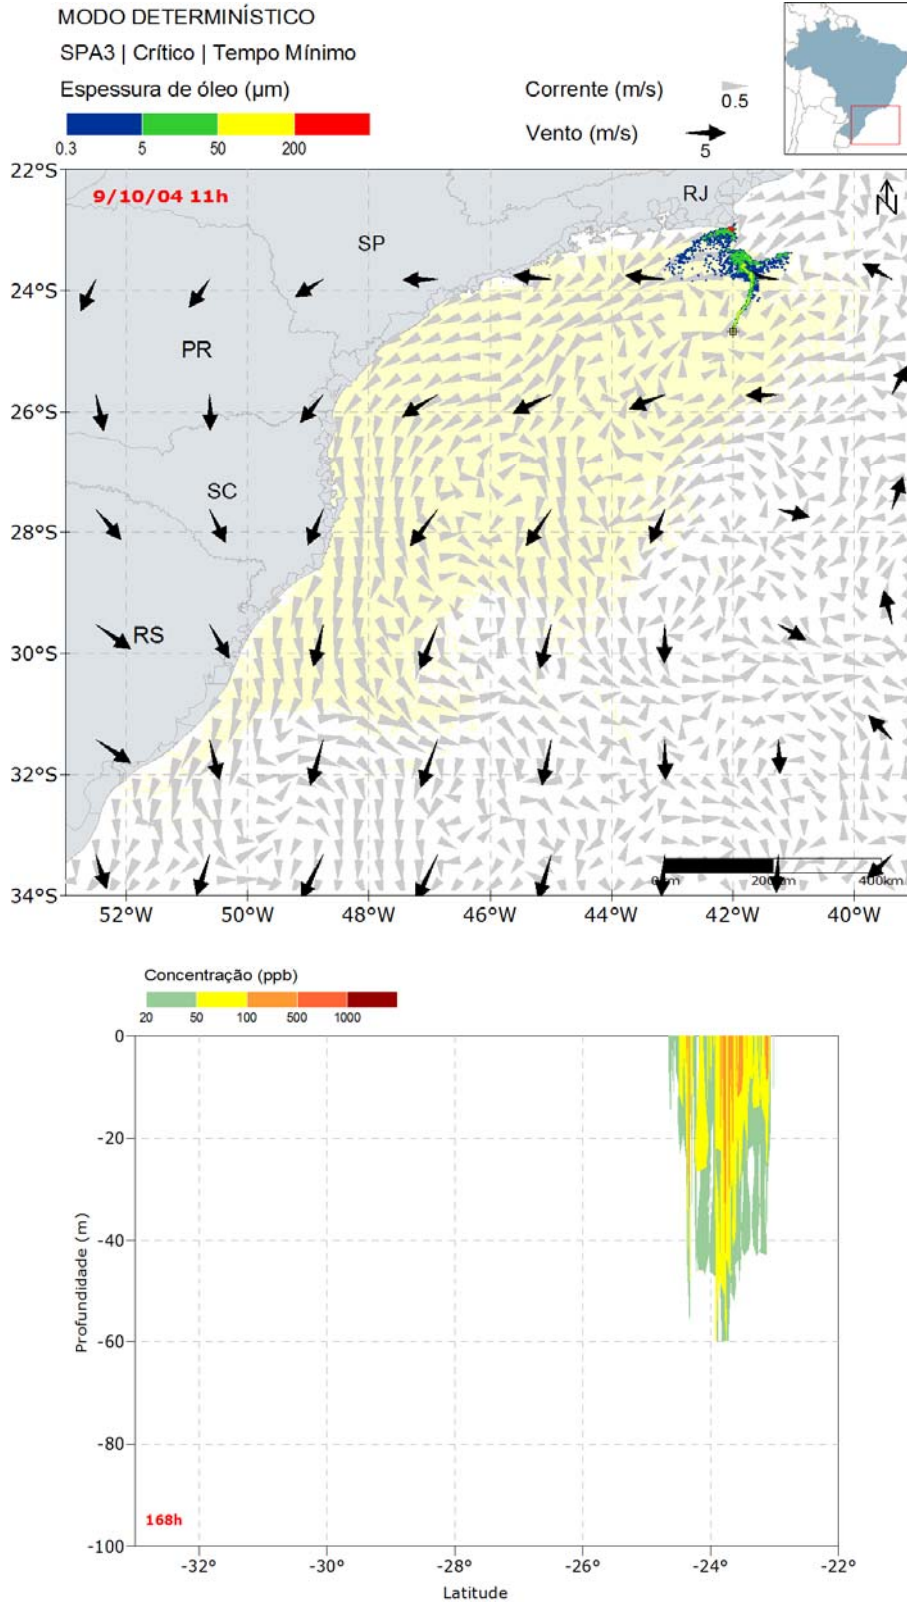 MODO DETERMINÍSTICO
SPA3 | Crítico | Tempo Mínimo
Espessura de óleo (µm)
0.3 5 50 200
Corrente (m/s) 0.5
Vento (m/s) 5
22°S
24°S
26°S
28°S
30°S
32°S
34°S
9/10/04 11h
RJ
N
SP
PR
SC
RS
200km 400km
52°W 50°W 48°W 46°W 44°W 42°W 40°W
Concentração (ppb)
20 50 100 500 1000
0
-20
-40
-60
-80
-100
Profundidade (m)
168h
-32° -30° -28° -26° -24° -22°
Latitude